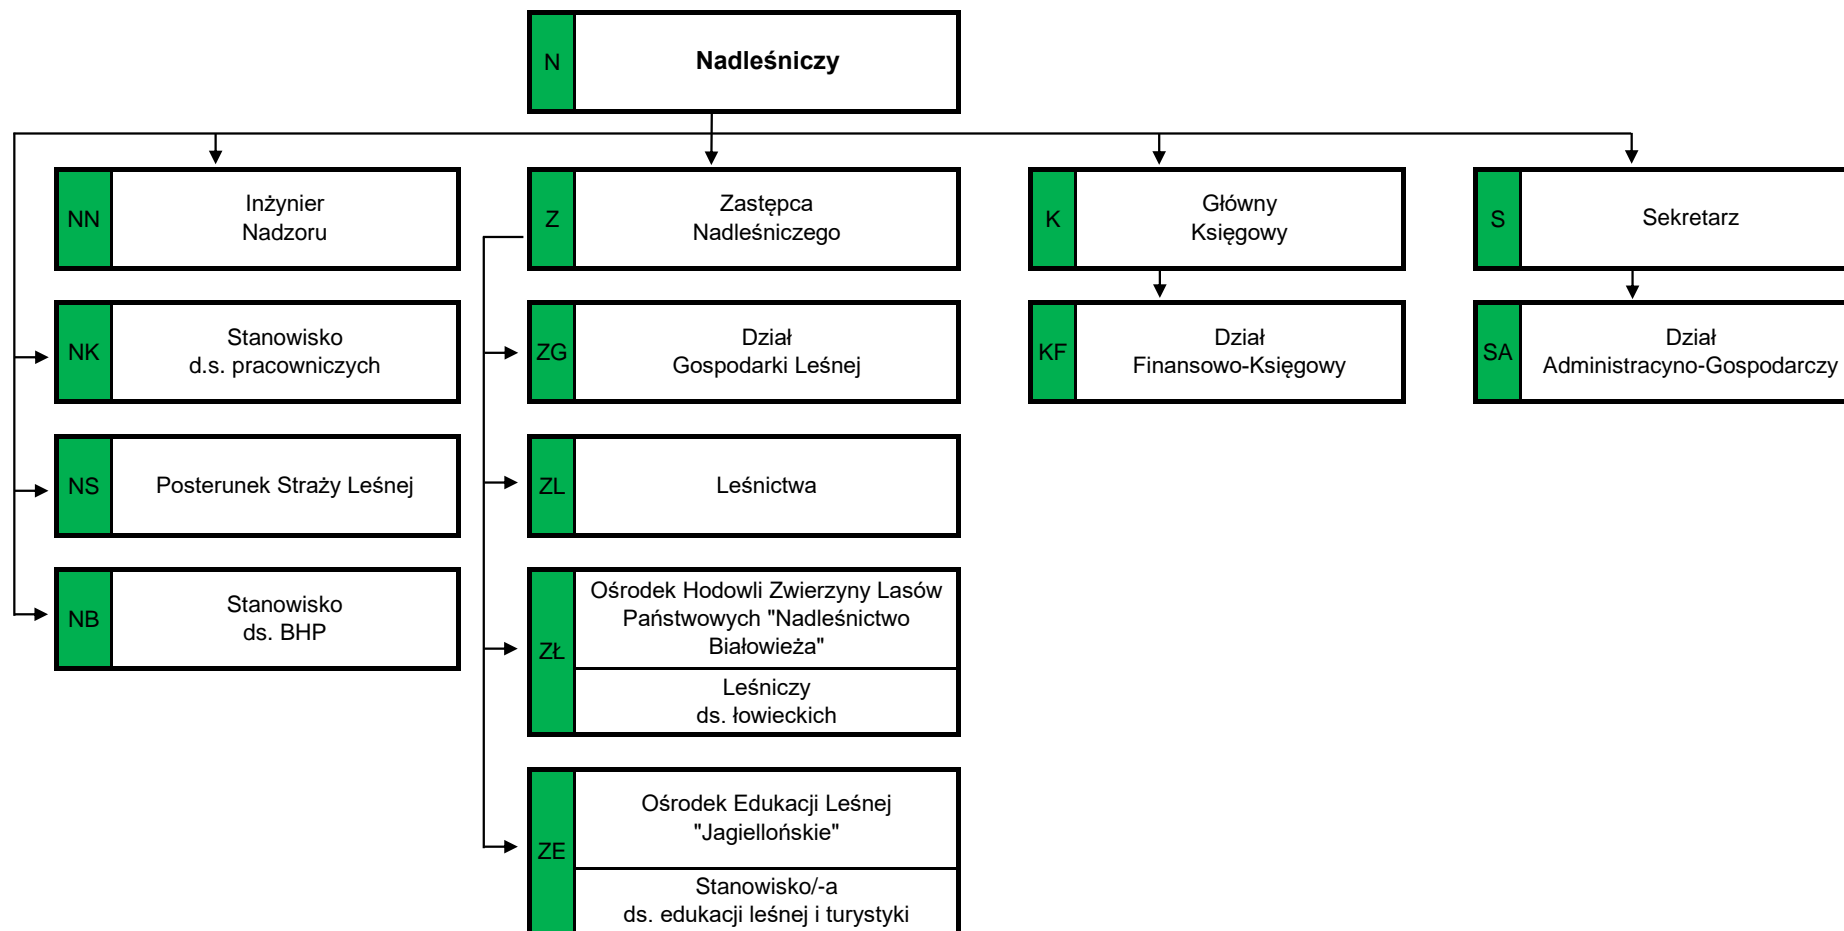 N
Nadleśniczy
NN
Inżynier
Nadzoru
Z
Zastępca
Nadleśniczego
K
Główny
Księgowy
S
Sekretarz
NK
Stanowisko
d.s. pracowniczych
ZG
Dział
Gospodarki Leśnej
KF
Dział
Finansowo-Księgowy
SA
Dział
Administracyno-Gospodarczy
NS
Posterunek Straży Leśnej
ZL
Leśnictwa
NB
Stanowisko
ds. BHP
ZŁ
Ośrodek Hodowli Zwierzyny Lasów
Państwowych "Nadleśnictwo
Białowieża"
Leśniczy
ds. łowieckich
ZE
Ośrodek Edukacji Leśnej
"Jagiellońskie"
Stanowisko/-a
ds. edukacji leśnej i turystyki